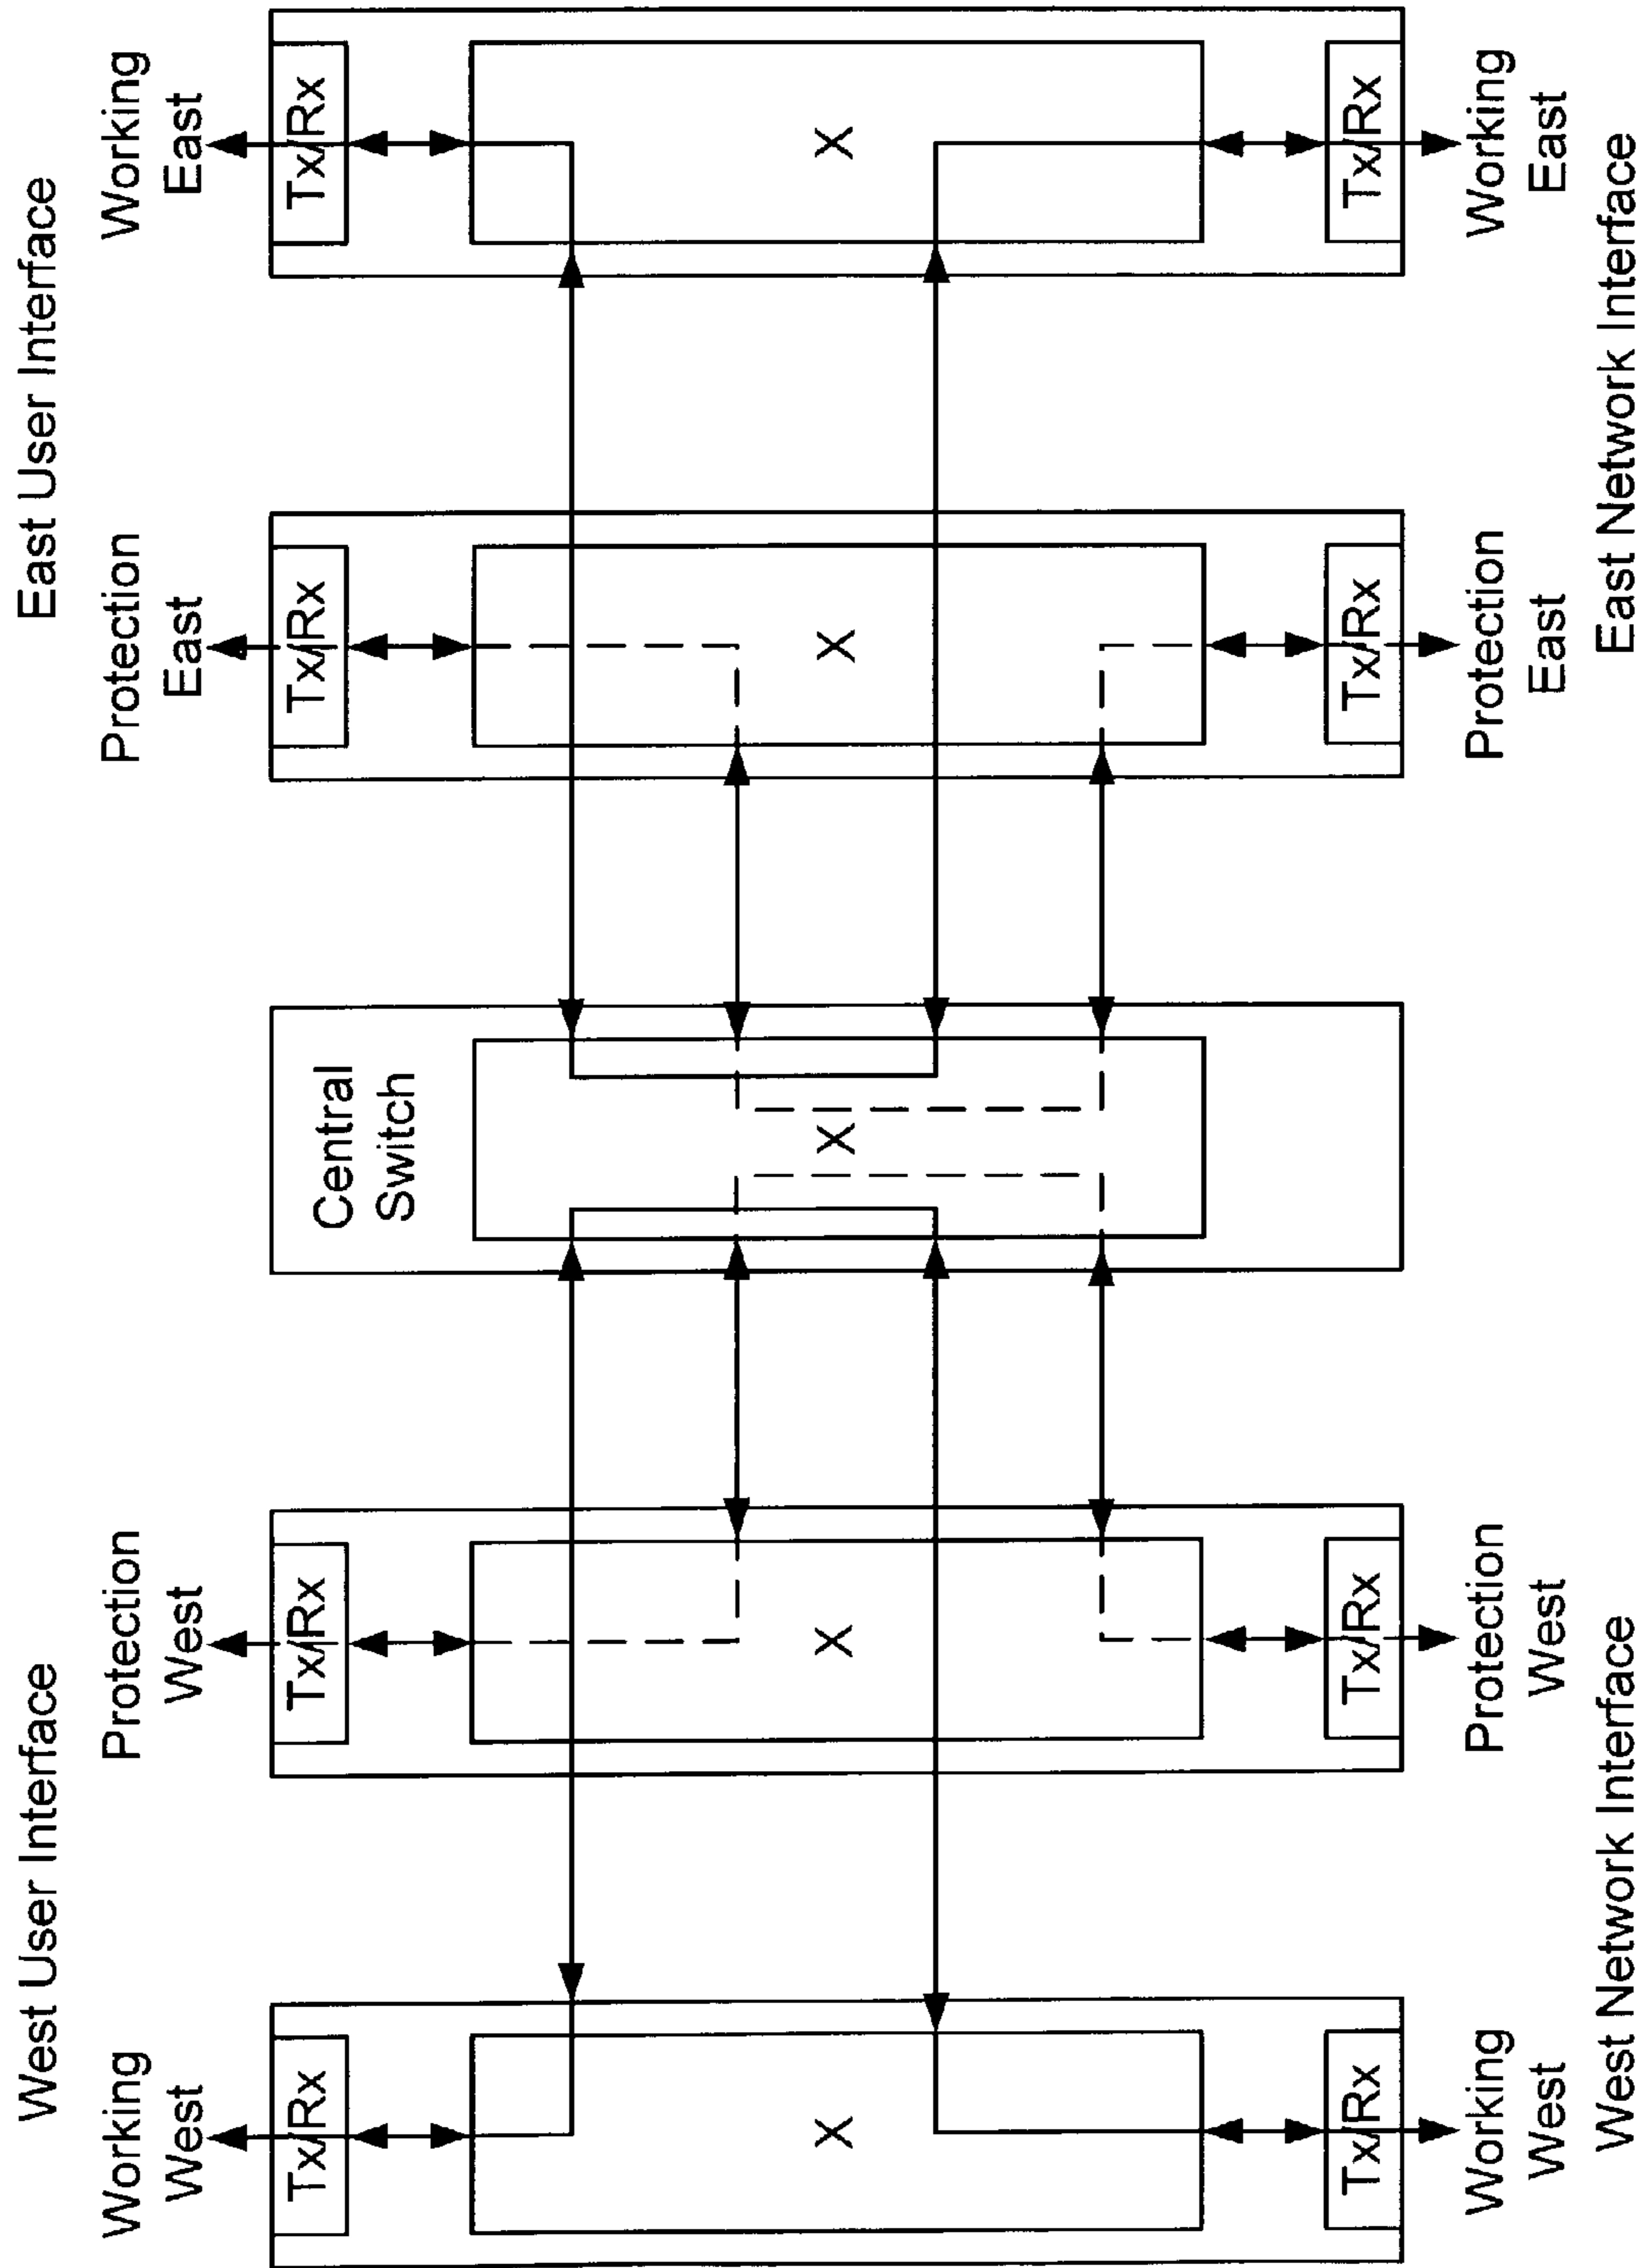 West User Interface
East User Interface
Working
West
Protection
West
Protection
East
Working
East
Tx/Rx
Tx/Rx
Central
Switch
Tx/Rx
Tx/Rx
X
X
X
X
X
Tx/Rx
Tx/Rx
Tx/Rx
Tx/Rx
Working
West
Protection
West
Protection
East
Working
East
West Network Interface
East Network Interface